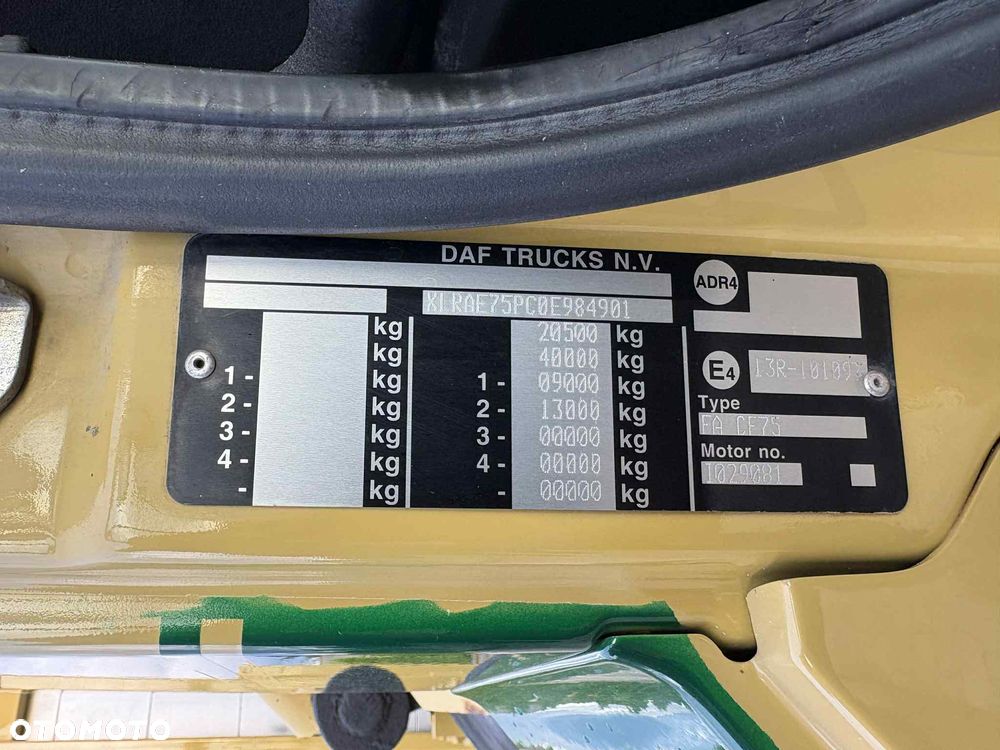 DAF TRUCKS N.V.
XLRAE75PC0E984901
kg 20500 kg
kg 40000 kg
1- kg 1- 09000 kg
2- kg 2- 13000 kg
3- kg 3- 00000 kg
4- kg 4- 00000 kg
- kg - 00000 kg
ADR4
E4
Type
FA CF75
Motor no.
OTOMOTO